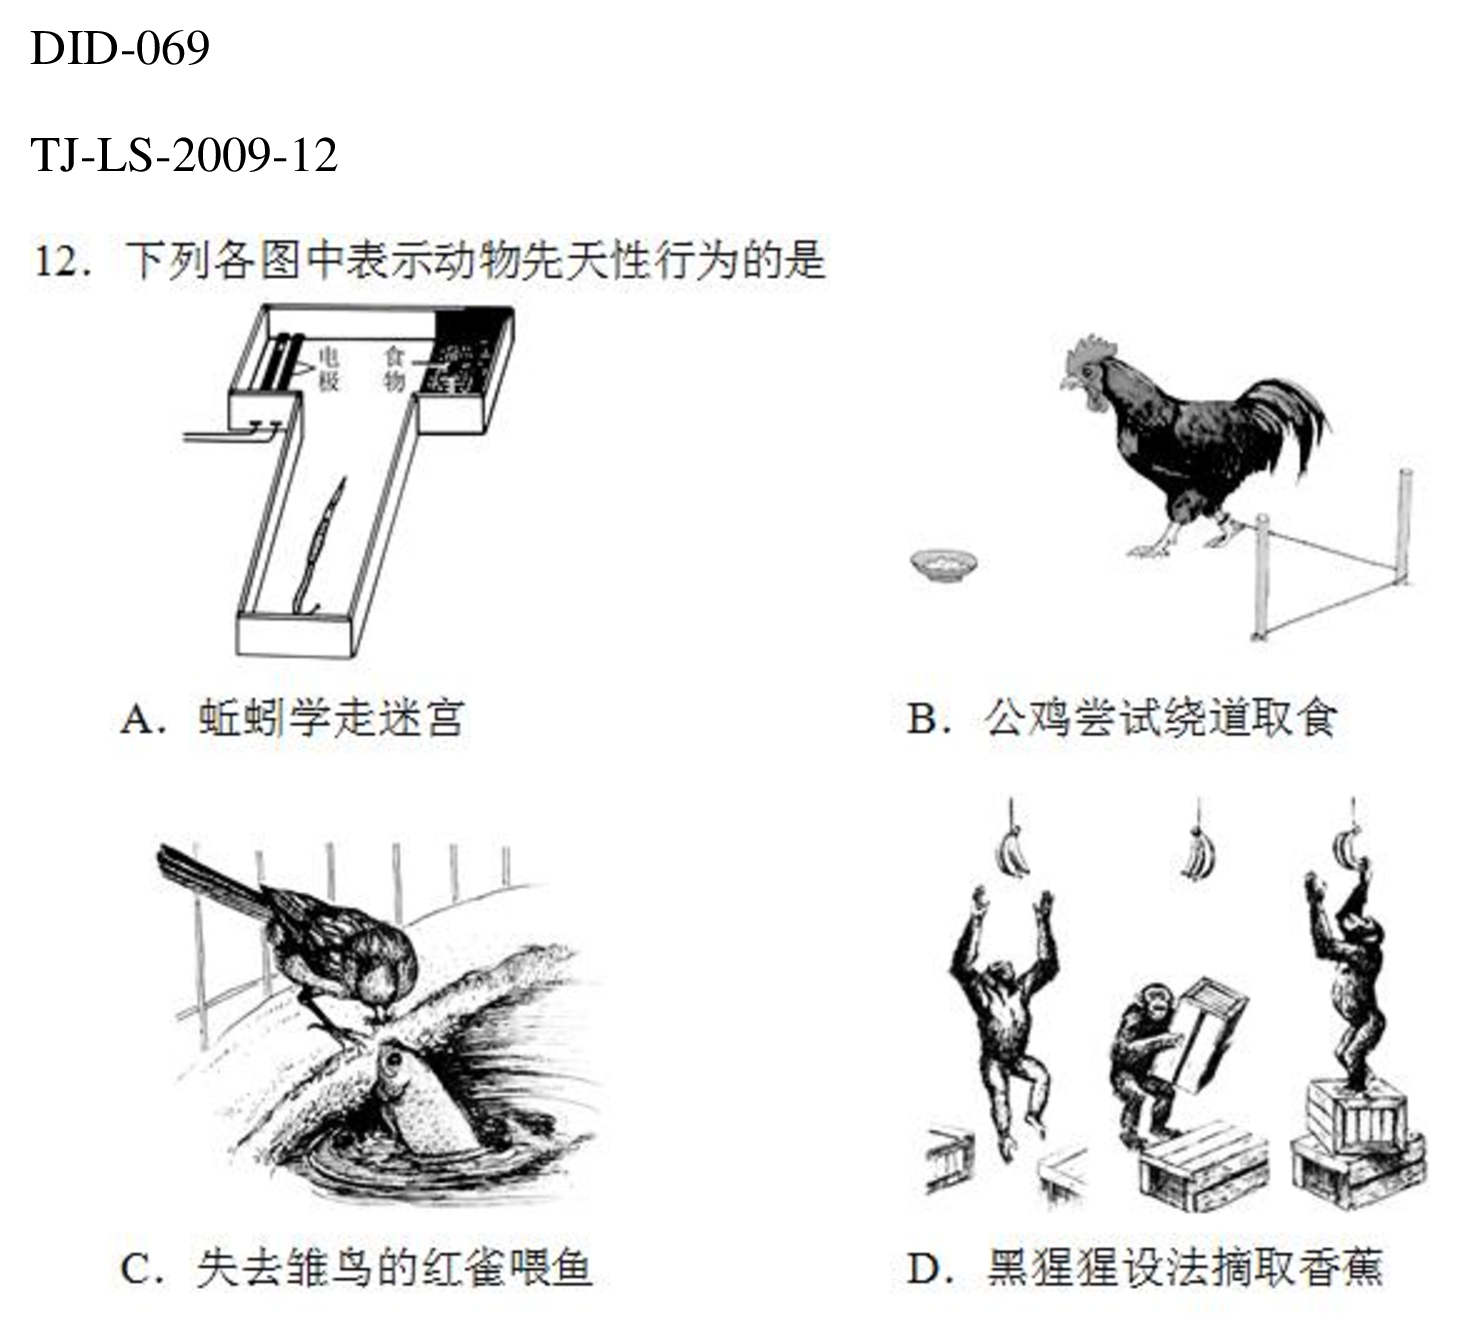 DID-069
TJ-LS-2009-12
12．下列各图中表示动物先天性行为的是
电极 食物
A．蚯蚓学走迷宫 B．公鸡尝试绕道取食
C．失去雏鸟的红雀喂鱼 D．黑猩猩设法摘取香蕉